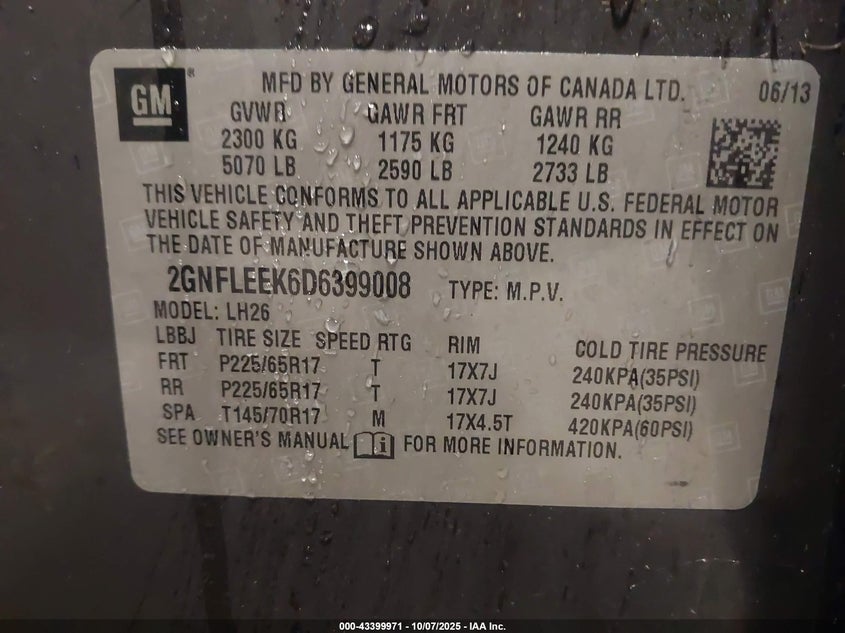 GM
MFD BY GENERAL MOTORS OF CANADA LTD. 06/13
GVWR GAWR FRT GAWR RR
2300 KG 1175 KG 1240 KG
5070 LB 2590 LB 2733 LB
THIS VEHICLE CONFORMS TO ALL APPLICABLE U.S. FEDERAL MOTOR
VEHICLE SAFETY AND THEFT PREVENTION STANDARDS IN EFFECT ON
THE DATE OF MANUFACTURE SHOWN ABOVE.
2GNFLEEK6D6399008 TYPE: M.P.V.
MODEL: LH26
LBBJ TIRE SIZE SPEED RTG RIM COLD TIRE PRESSURE
FRT P225/65R17 T 17X7J 240KPA(35PSI)
RR P225/65R17 T 17X7J 240KPA(35PSI)
SPA T145/70R17 M 17X4.5T 420KPA(60PSI)
SEE OWNER'S MANUAL FOR MORE INFORMATION.
000-43399971 - 10/07/2025 - IAA Inc.